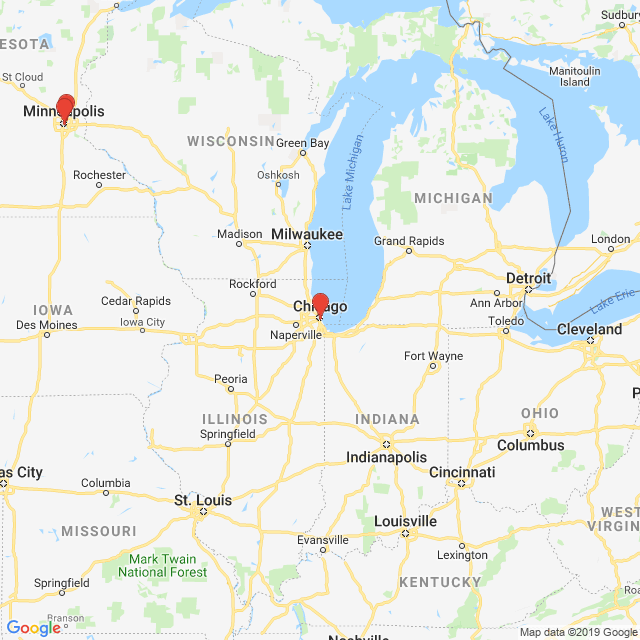 Sudbury
NESOTA
St Cloud
Manitoulin
Island
Minneapolis
Lake Huron
WISCONSIN
Green Bay
Lake Michigan
Rochester
Oshkosh
MICHIGAN
Madison
Milwaukee
Grand Rapids
London
Detroit
Rockford
Ann Arbor
Lake Erie
Cedar Rapids
Chicago
IOWA
Des Moines
Iowa City
Naperville
Toledo
Cleveland
Fort Wayne
Peoria
ILLINOIS
INDIANA
OHIO
Springfield
Columbus
Indianapolis
as City
Cincinnati
Columbia
St. Louis
WEST
VIRGIN
MISSOURI
Louisville
Evansville
Lexington
Mark Twain
National Forest
KENTUCKY
Springfield
Branson
Google
Nashville
Map data ©2019 Google